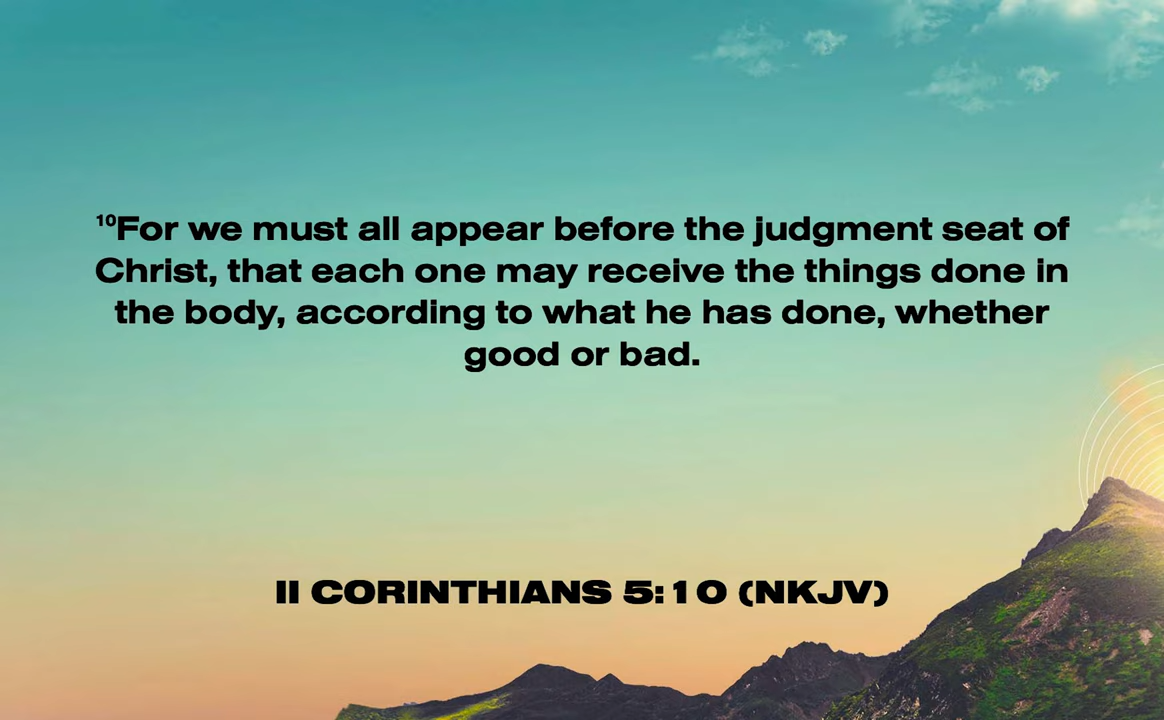 ¹⁰For we must all appear before the judgment seat of
Christ, that each one may receive the things done in
the body, according to what he has done, whether
good or bad.
II CORINTHIANS 5:10 (NKJV)